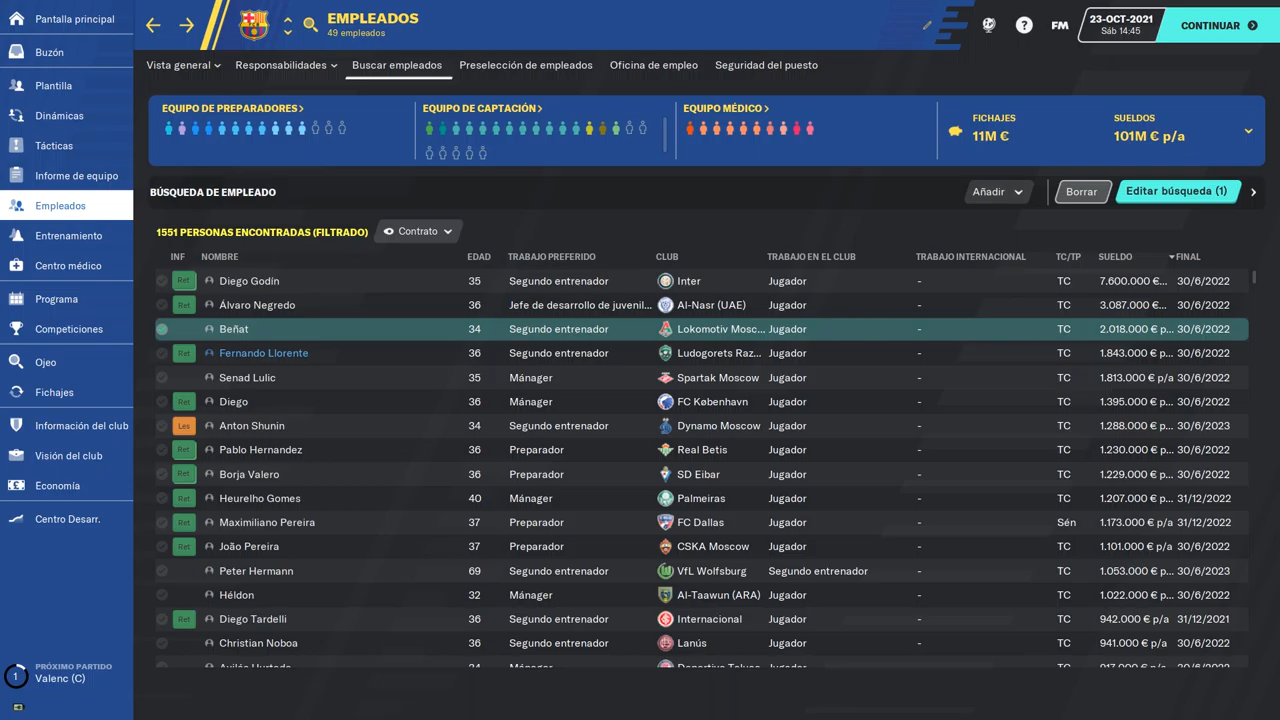 Pantalla principal
Buzón
Plantilla
Dinámicas
Tácticas
Informe de equipo
Empleados
Entrenamiento
Centro médico
Programa
Competiciones
Ojeo
Fichajes
Información del club
Visión del club
Economía
Centro Desarr.
1 PRÓXIMO PARTIDO
Valenc (C)
EMPLEADOS
49 empleados
? FM 23-OCT-2021
Sáb 14:45
CONTINUAR
Vista general Responsabilidades Buscar empleados Preselección de empleados Oficina de empleo Seguridad del puesto
EQUIPO DE PREPARADORES> EQUIPO DE CAPTACIÓN> EQUIPO MÉDICO> FICHAJES SUELDOS
11M € 101M € p/a
BÚSQUEDA DE EMPLEADO Añadir Borrar Editar búsqueda (1)
1551 PERSONAS ENCONTRADAS (FILTRADO) Contrato
INF NOMBRE EDAD TRABAJO PREFERIDO CLUB TRABAJO EN EL CLUB TRABAJO INTERNACIONAL TC/TP SUELDO FINAL
Ret Diego Godín 35 Segundo entrenador Inter Jugador - TC 7.600.000 €... 30/6/2022
Ret Álvaro Negredo 36 Jefe de desarrollo de juvenil... Al-Nasr (UAE) Jugador - TC 3.087.000 €... 30/6/2022
Beñat 34 Segundo entrenador Lokomotiv Mosc... Jugador - TC 2.018.000 € p... 30/6/2022
Ret Fernando Llorente 36 Segundo entrenador Ludogorets Raz... Jugador - TC 1.843.000 € p... 30/6/2022
Senad Lulic 35 Mánager Spartak Moscow Jugador - TC 1.813.000 € p/a 30/6/2022
Ret Diego 36 Mánager FC København Jugador - TC 1.395.000 € p... 30/6/2022
Les Anton Shunin 34 Segundo entrenador Dynamo Moscow Jugador - TC 1.288.000 € p... 30/6/2023
Ret Pablo Hernandez 36 Preparador Real Betis Jugador - TC 1.230.000 € p... 30/6/2022
Ret Borja Valero 36 Preparador SD Eibar Jugador - TC 1.229.000 € p... 30/6/2022
Ret Heurelho Gomes 40 Mánager Palmeiras Jugador - TC 1.207.000 € p... 31/12/2022
Ret Maximiliano Pereira 37 Preparador FC Dallas Jugador - Sén 1.173.000 € p/a 31/12/2022
Ret João Pereira 37 Preparador CSKA Moscow Jugador - TC 1.101.000 € p/a 30/6/2022
Peter Hermann 69 Segundo entrenador VfL Wolfsburg Segundo entrenador - TC 1.053.000 € p... 30/6/2023
Héldon 32 Mánager Al-Taawun (ARA) Jugador - TC 1.022.000 € p... 30/6/2022
Ret Diego Tardelli 36 Segundo entrenador Internacional Jugador - TC 942.000 € p/a 31/12/2021
Christian Noboa 36 Segundo entrenador Lanús Jugador - TC 941.000 € p/a 30/6/2022